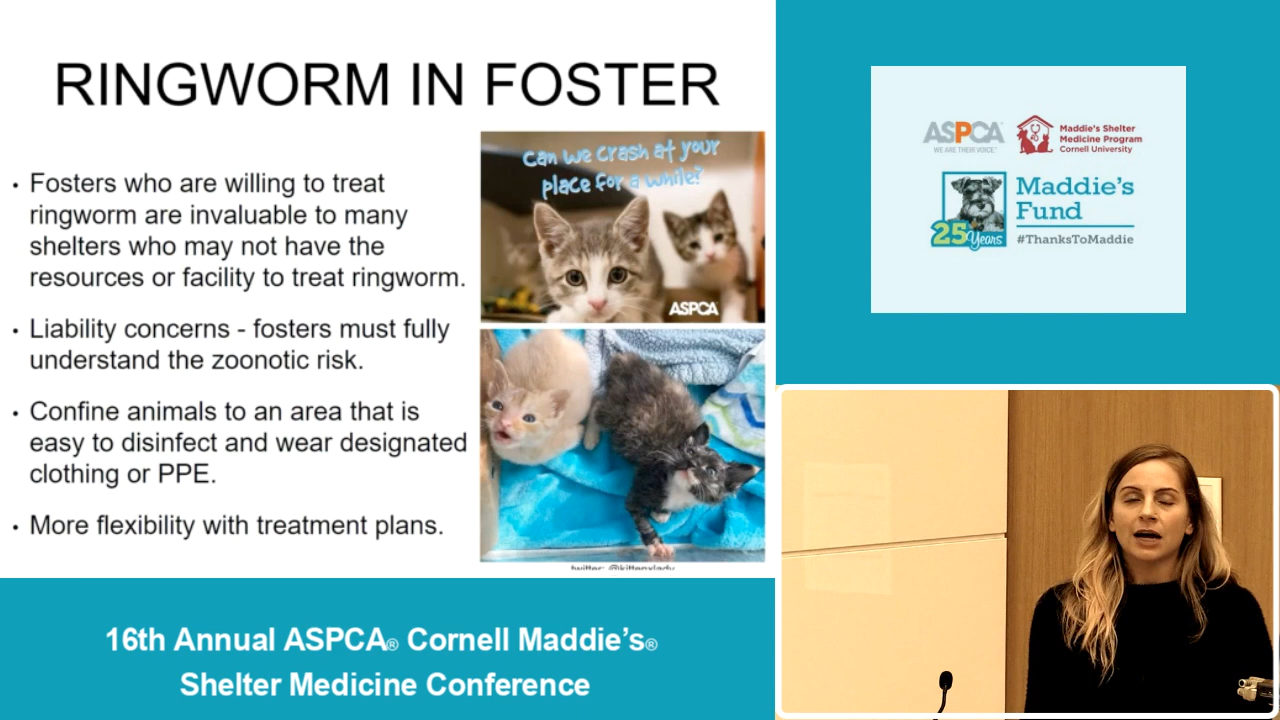 RINGWORM IN FOSTER
• Fosters who are willing to treat
ringworm are invaluable to many
shelters who may not have the
resources or facility to treat ringworm.
• Liability concerns - fosters must fully
understand the zoonotic risk.
• Confine animals to an area that is
easy to disinfect and wear designated
clothing or PPE.
• More flexibility with treatment plans.
Can we crash at your
place for a while?
ASPCA
twitter: @kittenxlady
16th Annual ASPCA® Cornell Maddie's®
Shelter Medicine Conference
ASPCA
WE ARE THEIR VOICE.
Maddie's Shelter
Medicine Program
Cornell University
Maddie's
Fund
25 Years
#ThanksToMaddie